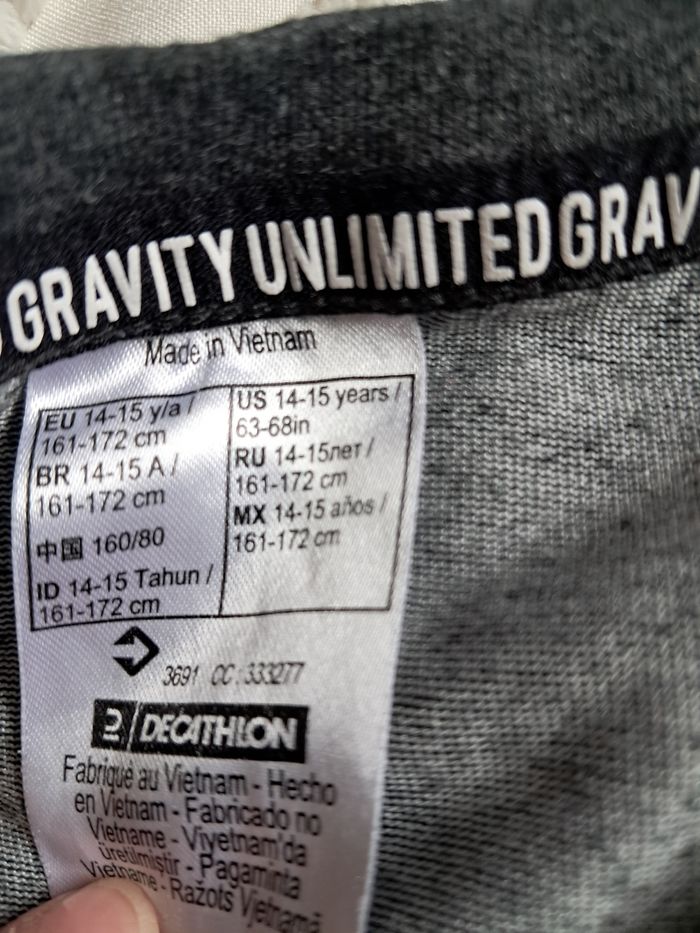 GRAVITY UNLIMITED GRAV
Made in Vietnam
EU 14-15 y/a /
161-172 cm
BR 14-15 A /
161-172 cm
中国 160/80
ID 14-15 Tahun /
161-172 cm
US 14-15 years /
63-68in
RU 14-15лет /
161-172 cm
MX 14-15 años /
161-172 cm
3691 CC : 333277
DECATHLON
Fabriqué au Vietnam - Hecho
en Vietnam - Fabricado no
Vietname - Viyetnam'da
üretilmiştir - Pagaminta
Vietname - Ražots Vjetnamā